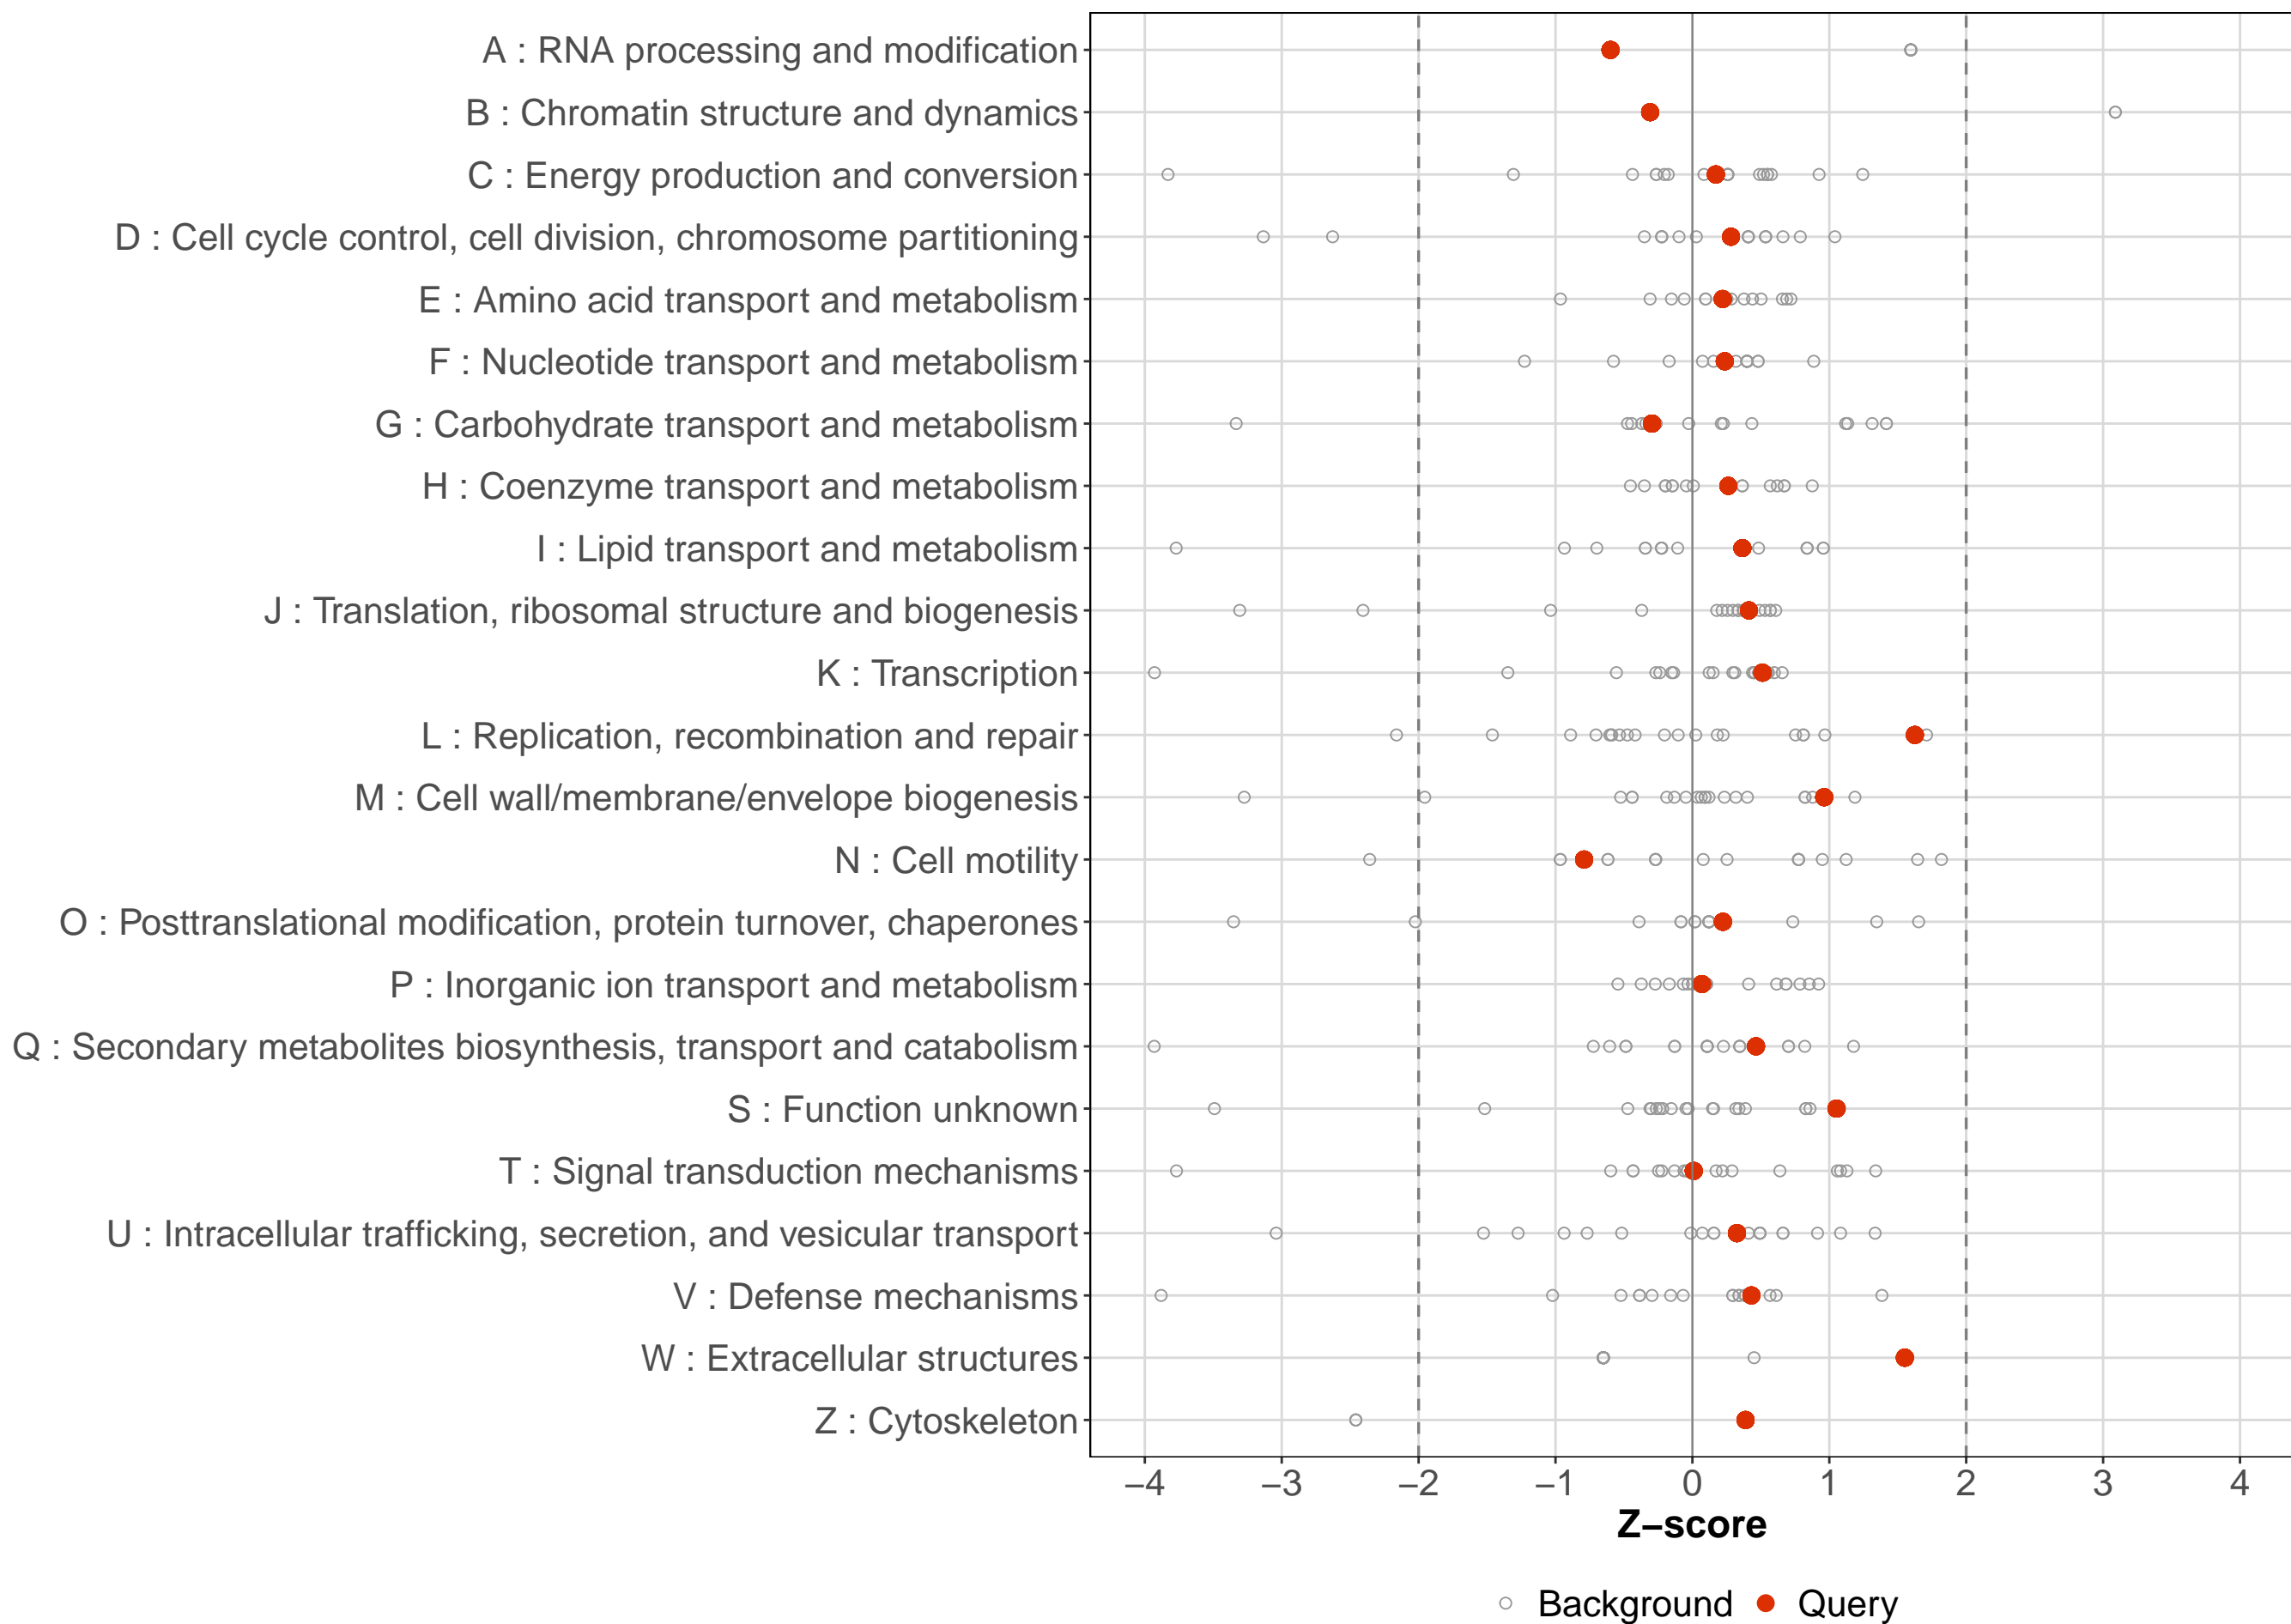 A : RNA processing and modification
B : Chromatin structure and dynamics
C : Energy production and conversion
D : Cell cycle control, cell division, chromosome partitioning
E : Amino acid transport and metabolism
F : Nucleotide transport and metabolism
G : Carbohydrate transport and metabolism
H : Coenzyme transport and metabolism
I : Lipid transport and metabolism
J : Translation, ribosomal structure and biogenesis
K : Transcription
L : Replication, recombination and repair
M : Cell wall/membrane/envelope biogenesis
N : Cell motility
O : Posttranslational modification, protein turnover, chaperones
P : Inorganic ion transport and metabolism
Q : Secondary metabolites biosynthesis, transport and catabolism
S : Function unknown
T : Signal transduction mechanisms
U : Intracellular trafficking, secretion, and vesicular transport
V : Defense mechanisms
W : Extracellular structures
Z : Cytoskeleton
−4 −3 −2 −1 0 1 2 3 4
Z−score
Background Query